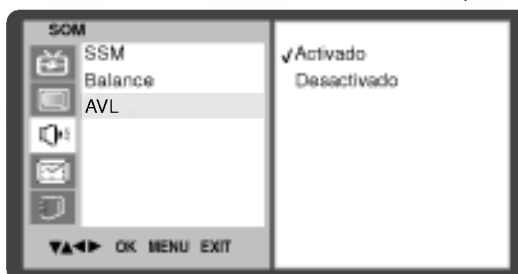 SOM
SSM
Balance
AVL
✓Activado
Desactivado
▼▲◀▶ OK MENU EXIT